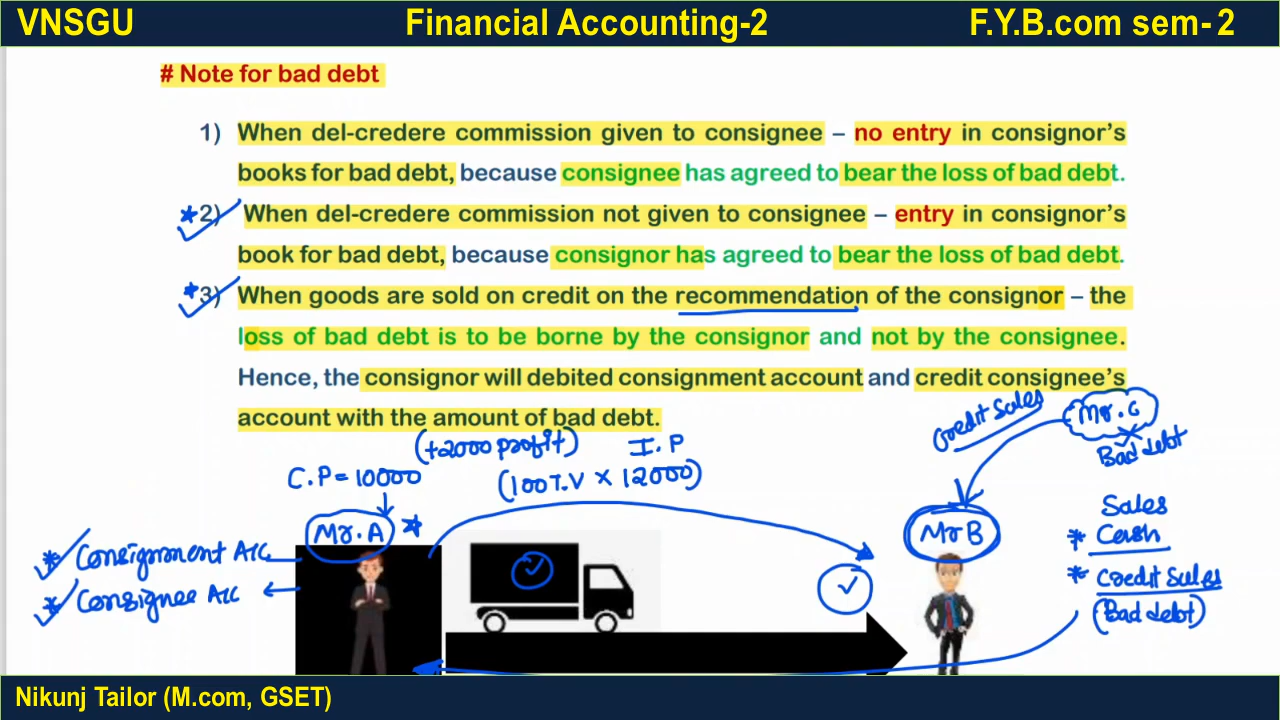 VNSGU Financial Accounting-2 F.Y.B.com sem- 2
# Note for bad debt
1) When del-credere commission given to consignee – no entry in consignor's
books for bad debt, because consignee has agreed to bear the loss of bad debt.
*2) When del-credere commission not given to consignee – entry in consignor's
book for bad debt, because consignor has agreed to bear the loss of bad debt.
*3) When goods are sold on credit on the recommendation of the consignor – the
loss of bad debt is to be borne by the consignor and not by the consignee.
Hence, the consignor will debited consignment account and credit consignee's
account with the amount of bad debt.
Credit Sales
Mr. C
Bad debt
(+2000 profit) I.P
C.P = 10000 (100 T.V × 12000)
Mr. A *
Mr B
Sales
* Cash
* Credit Sales
(Bad debt)
* Consignment A/C
* Consignee A/C
Nikunj Tailor (M.com, GSET)